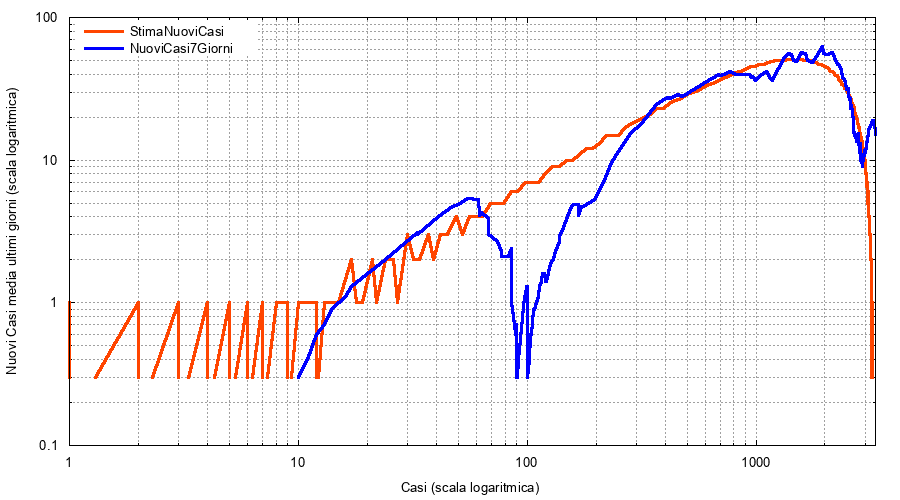 100
StimaNuoviCasi
NuoviCasi7Giorni
Nuovi Casi media ultimi giorni (scala logaritmica)
10
1
0.1
1 10 100 1000
Casi (scala logaritmica)